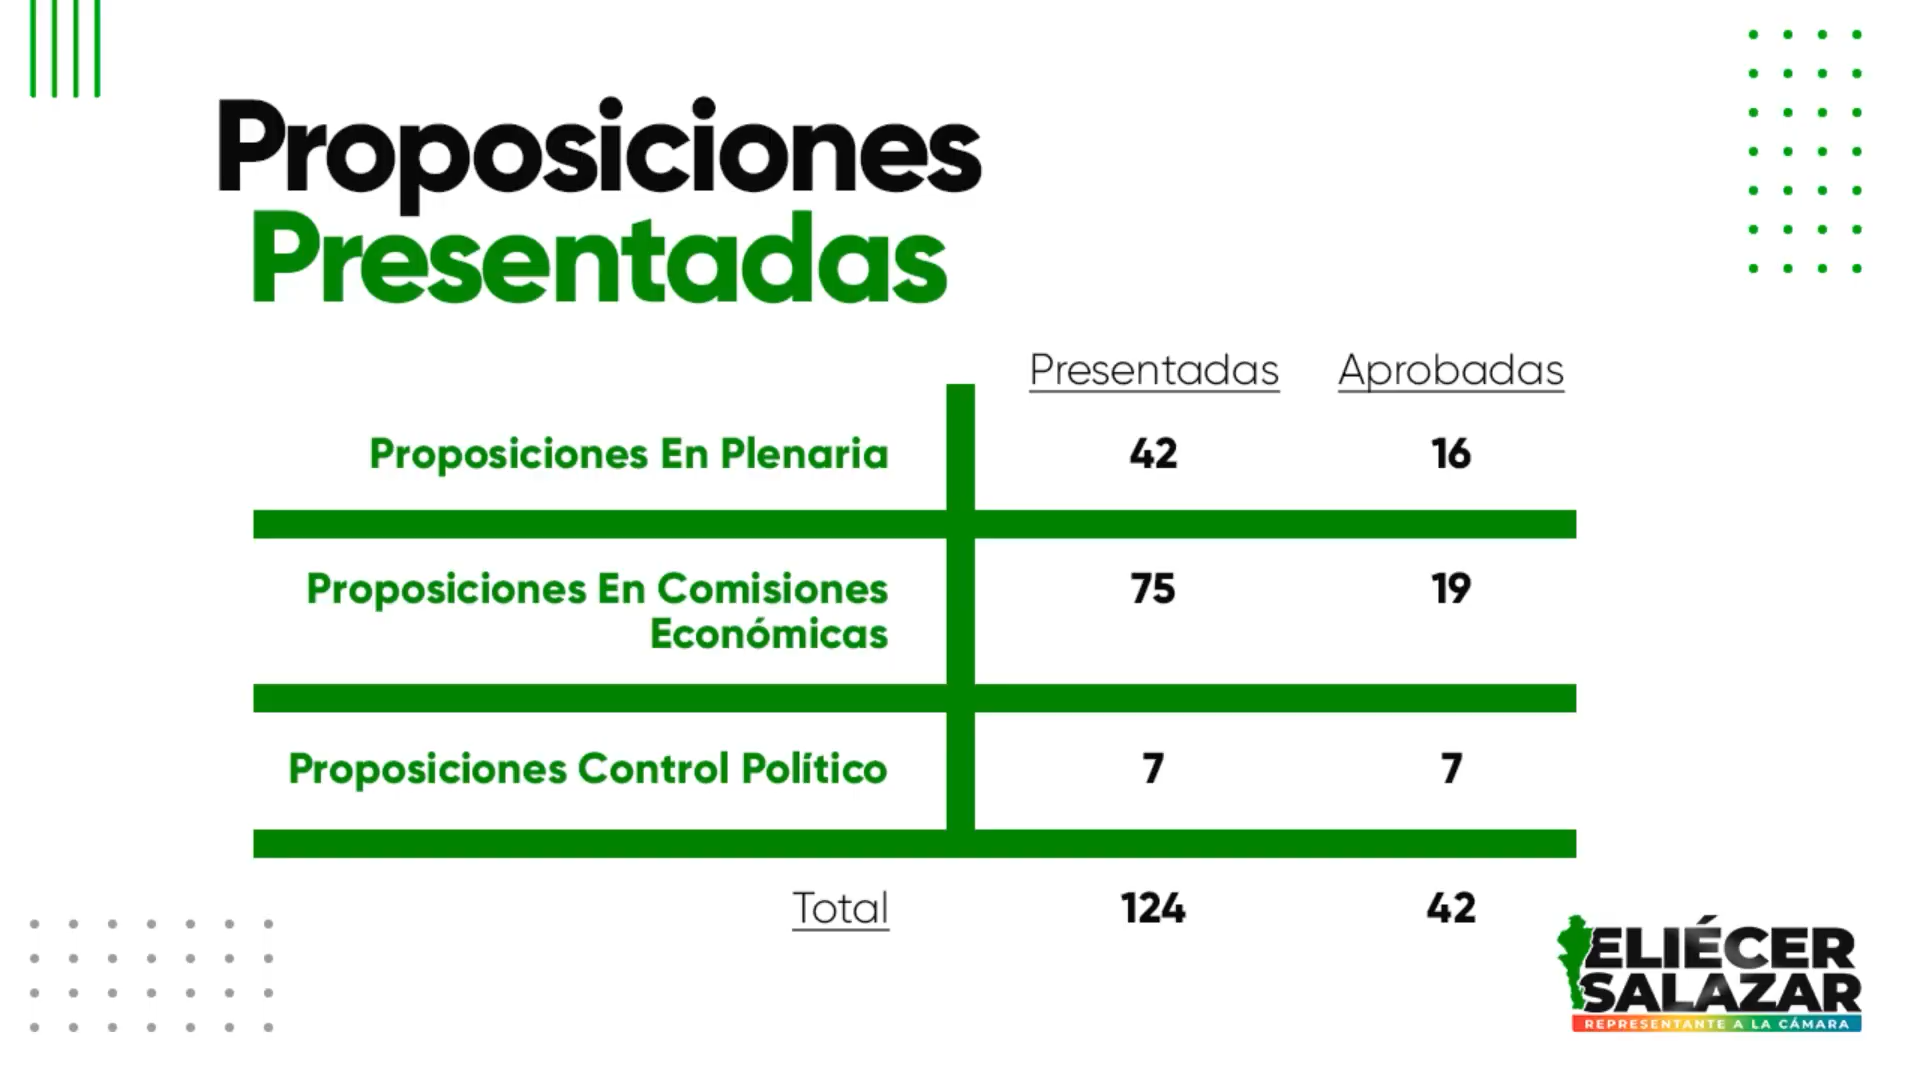 Proposiciones
Presentadas
Presentadas Aprobadas
Proposiciones En Plenaria 42 16
Proposiciones En Comisiones 75 19
Económicas
Proposiciones Control Político 7 7
Total 124 42
ELIÉCER
SALAZAR
REPRESENTANTE A LA CÁMARA